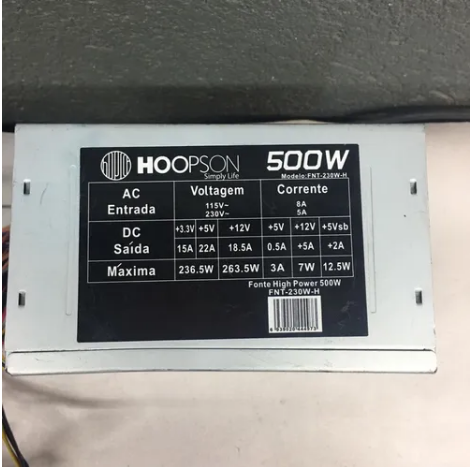 HOOPSON 500W
Simply Life Modelo:FNT-230W-H
AC Entrada Voltagem Corrente
115V~ 8A
230V~ 5A
DC Saída +3.3V +5V +12V +5V +12V +5Vsb
15A 22A 18.5A 0.5A +5A +2A
Máxima 236.5W 263.5W 3A 7W 12.5W
Fonte High Power 500W
FNT-230W-H